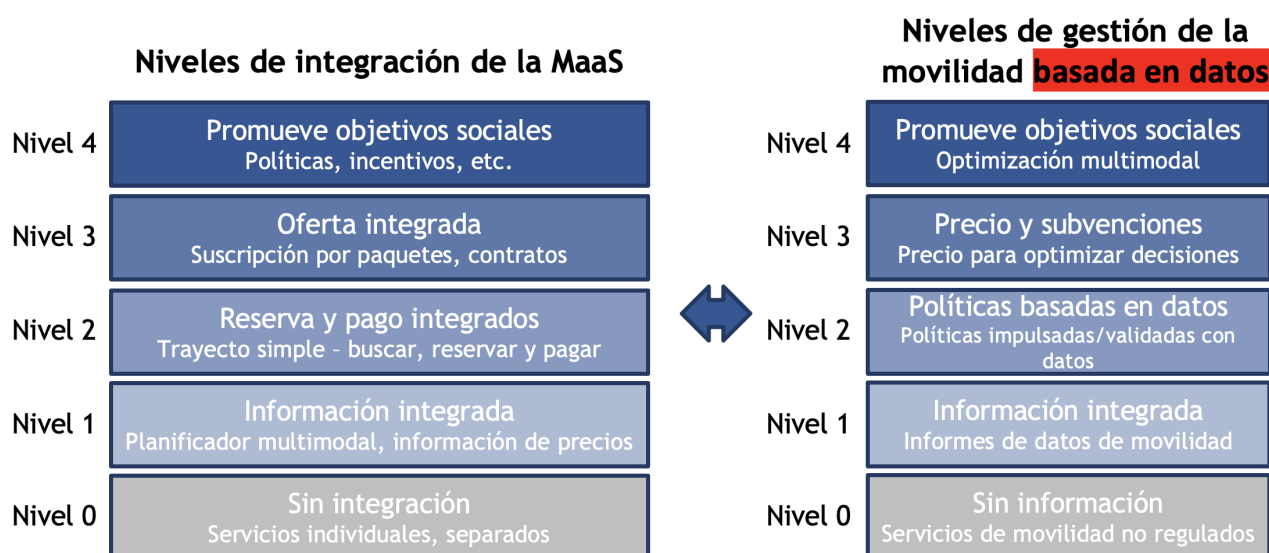 Niveles de integración de la MaaS
Nivel 4
Promueve objetivos sociales
Políticas, incentivos, etc.
Nivel 3
Oferta integrada
Suscripción por paquetes, contratos
Nivel 2
Reserva y pago integrados
Trayecto simple – buscar, reservar y pagar
Nivel 1
Información integrada
Planificador multimodal, información de precios
Nivel 0
Sin integración
Servicios individuales, separados
Niveles de gestión de la
movilidad basada en datos
Nivel 4
Promueve objetivos sociales
Optimización multimodal
Nivel 3
Precio y subvenciones
Precio para optimizar decisiones
Nivel 2
Políticas basadas en datos
Políticas impulsadas/validadas con
datos
Nivel 1
Información integrada
Informes de datos de movilidad
Nivel 0
Sin información
Servicios de movilidad no regulados